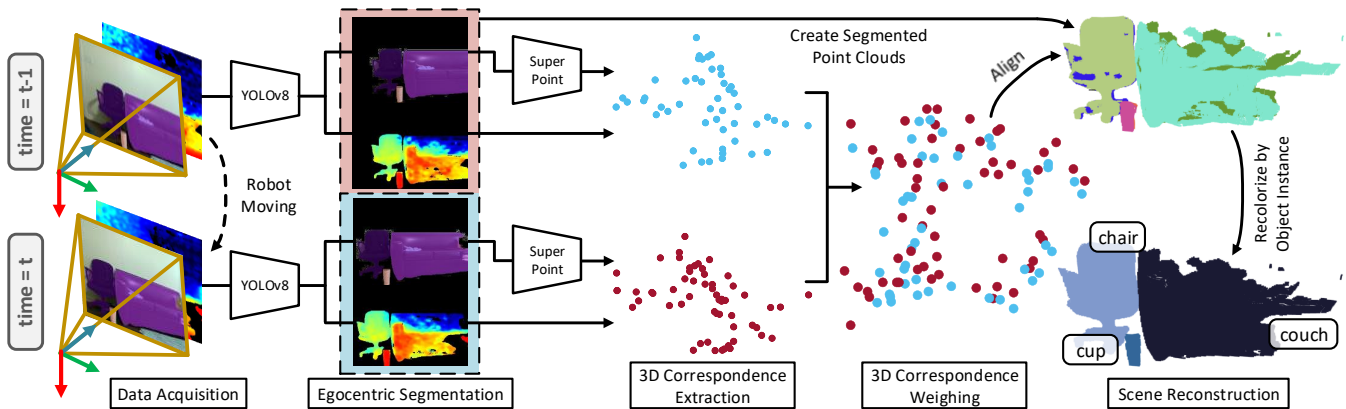 time = t-1
YOLOv8
Super
Point
Create Segmented
Point Clouds
Align
Robot
Moving
Recolorize by
Object Instance
time = t
YOLOv8
Super
Point
chair
couch
cup
Data Acquisition
Egocentric Segmentation
3D Correspondence
Extraction
3D Correspondence
Weighing
Scene Reconstruction